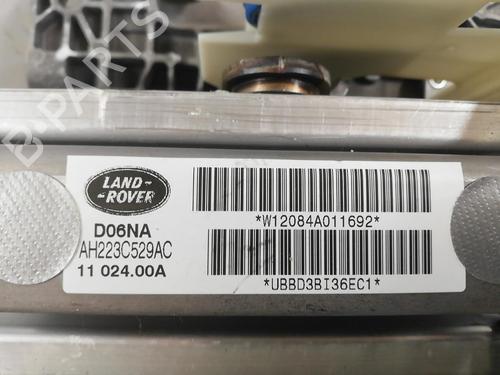 LAND-
-ROVER
D06NA
AH223C529AC
11 024.00A
*W12084A011692*
*UBBD3BI36EC1*
B-PARTS